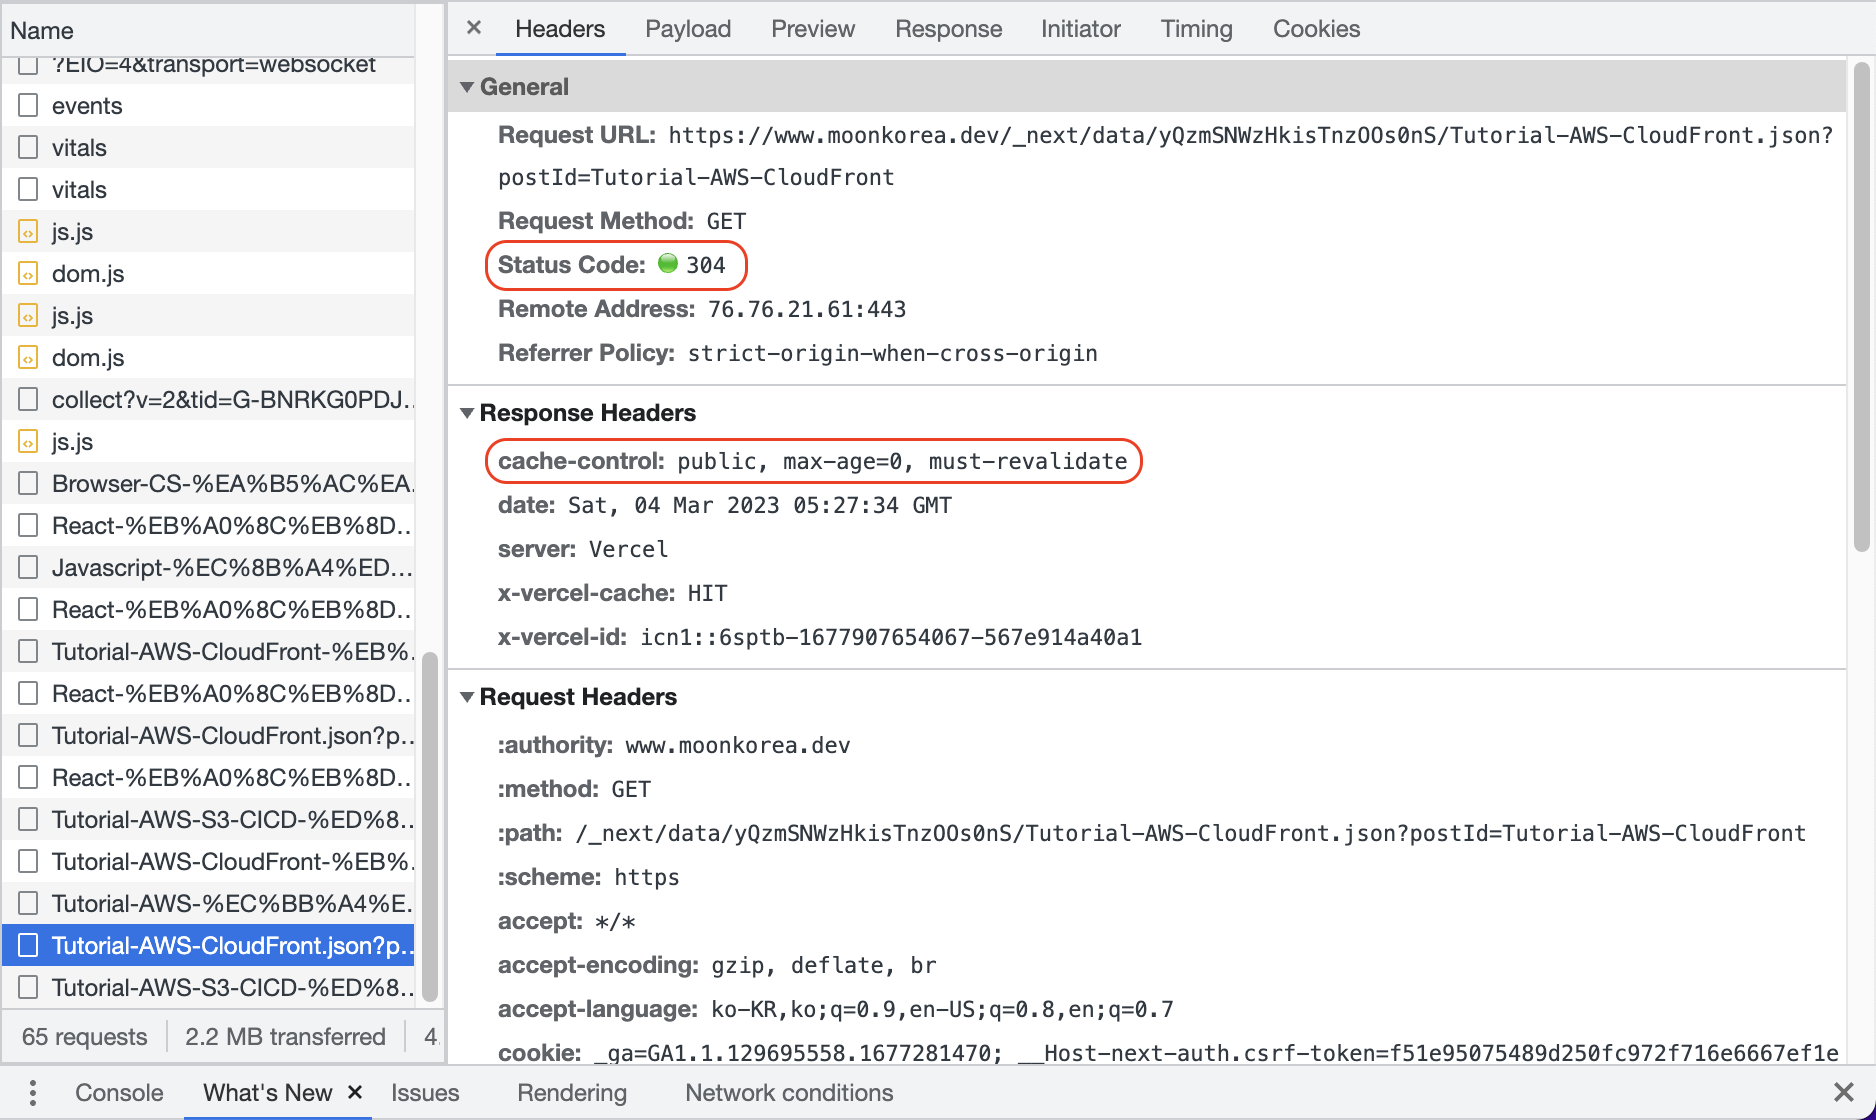 Name
?EIO=4&transport=websocket
events
vitals
vitals
js.js
dom.js
js.js
dom.js
collect?v=2&tid=G-BNRKG0PDJ...
js.js
Browser-CS-%EA%B5%AC%EA...
React-%EB%A0%8C%EB%8D...
Javascript-%EC%8B%A4%ED...
React-%EB%A0%8C%EB%8D...
Tutorial-AWS-CloudFront-%EB%...
React-%EB%A0%8C%EB%8D...
Tutorial-AWS-CloudFront.json?p...
React-%EB%A0%8C%EB%8D...
Tutorial-AWS-S3-CICD-%ED%8...
Tutorial-AWS-CloudFront-%EB%...
Tutorial-AWS-%EC%BB%A4%E...
Tutorial-AWS-CloudFront.json?p...
Tutorial-AWS-S3-CICD-%ED%8...
65 requests 2.2 MB transferred 4.
Headers Payload Preview Response Initiator Timing Cookies
General
Request URL: https://www.moonkorea.dev/_next/data/yQzmSNWzHkisTnzOOs0nS/Tutorial-AWS-CloudFront.json?
postId=Tutorial-AWS-CloudFront
Request Method: GET
Status Code: 304
Remote Address: 76.76.21.61:443
Referrer Policy: strict-origin-when-cross-origin
Response Headers
cache-control: public, max-age=0, must-revalidate
date: Sat, 04 Mar 2023 05:27:34 GMT
server: Vercel
x-vercel-cache: HIT
x-vercel-id: icn1::6sptb-1677907654067-567e914a40a1
Request Headers
:authority: www.moonkorea.dev
:method: GET
:path: /_next/data/yQzmSNWzHkisTnzOOs0nS/Tutorial-AWS-CloudFront.json?postId=Tutorial-AWS-CloudFront
:scheme: https
accept: */*
accept-encoding: gzip, deflate, br
accept-language: ko-KR,ko;q=0.9,en-US;q=0.8,en;q=0.7
cookie: _ga=GA1.1.129695558.1677281470; __Host-next-auth.csrf-token=f51e95075489d250fc972f716e6667ef1e
Console What's New Issues Rendering Network conditions